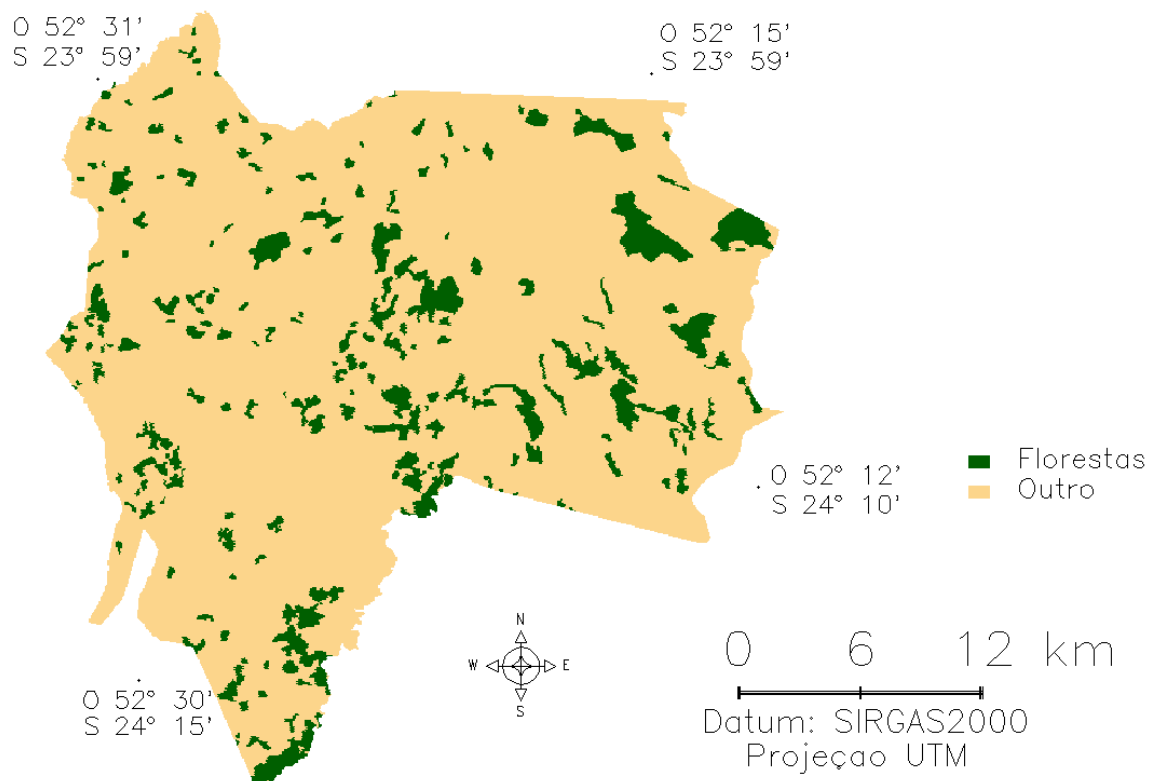 O 52° 31'
S 23° 59'
O 52° 15'
S 23° 59'
Florestas
Outro
O 52° 12'
S 24° 10'
N
W
E
S
0 6 12 km
O 52° 30'
S 24° 15'
Datum: SIRGAS2000
Projeçao UTM